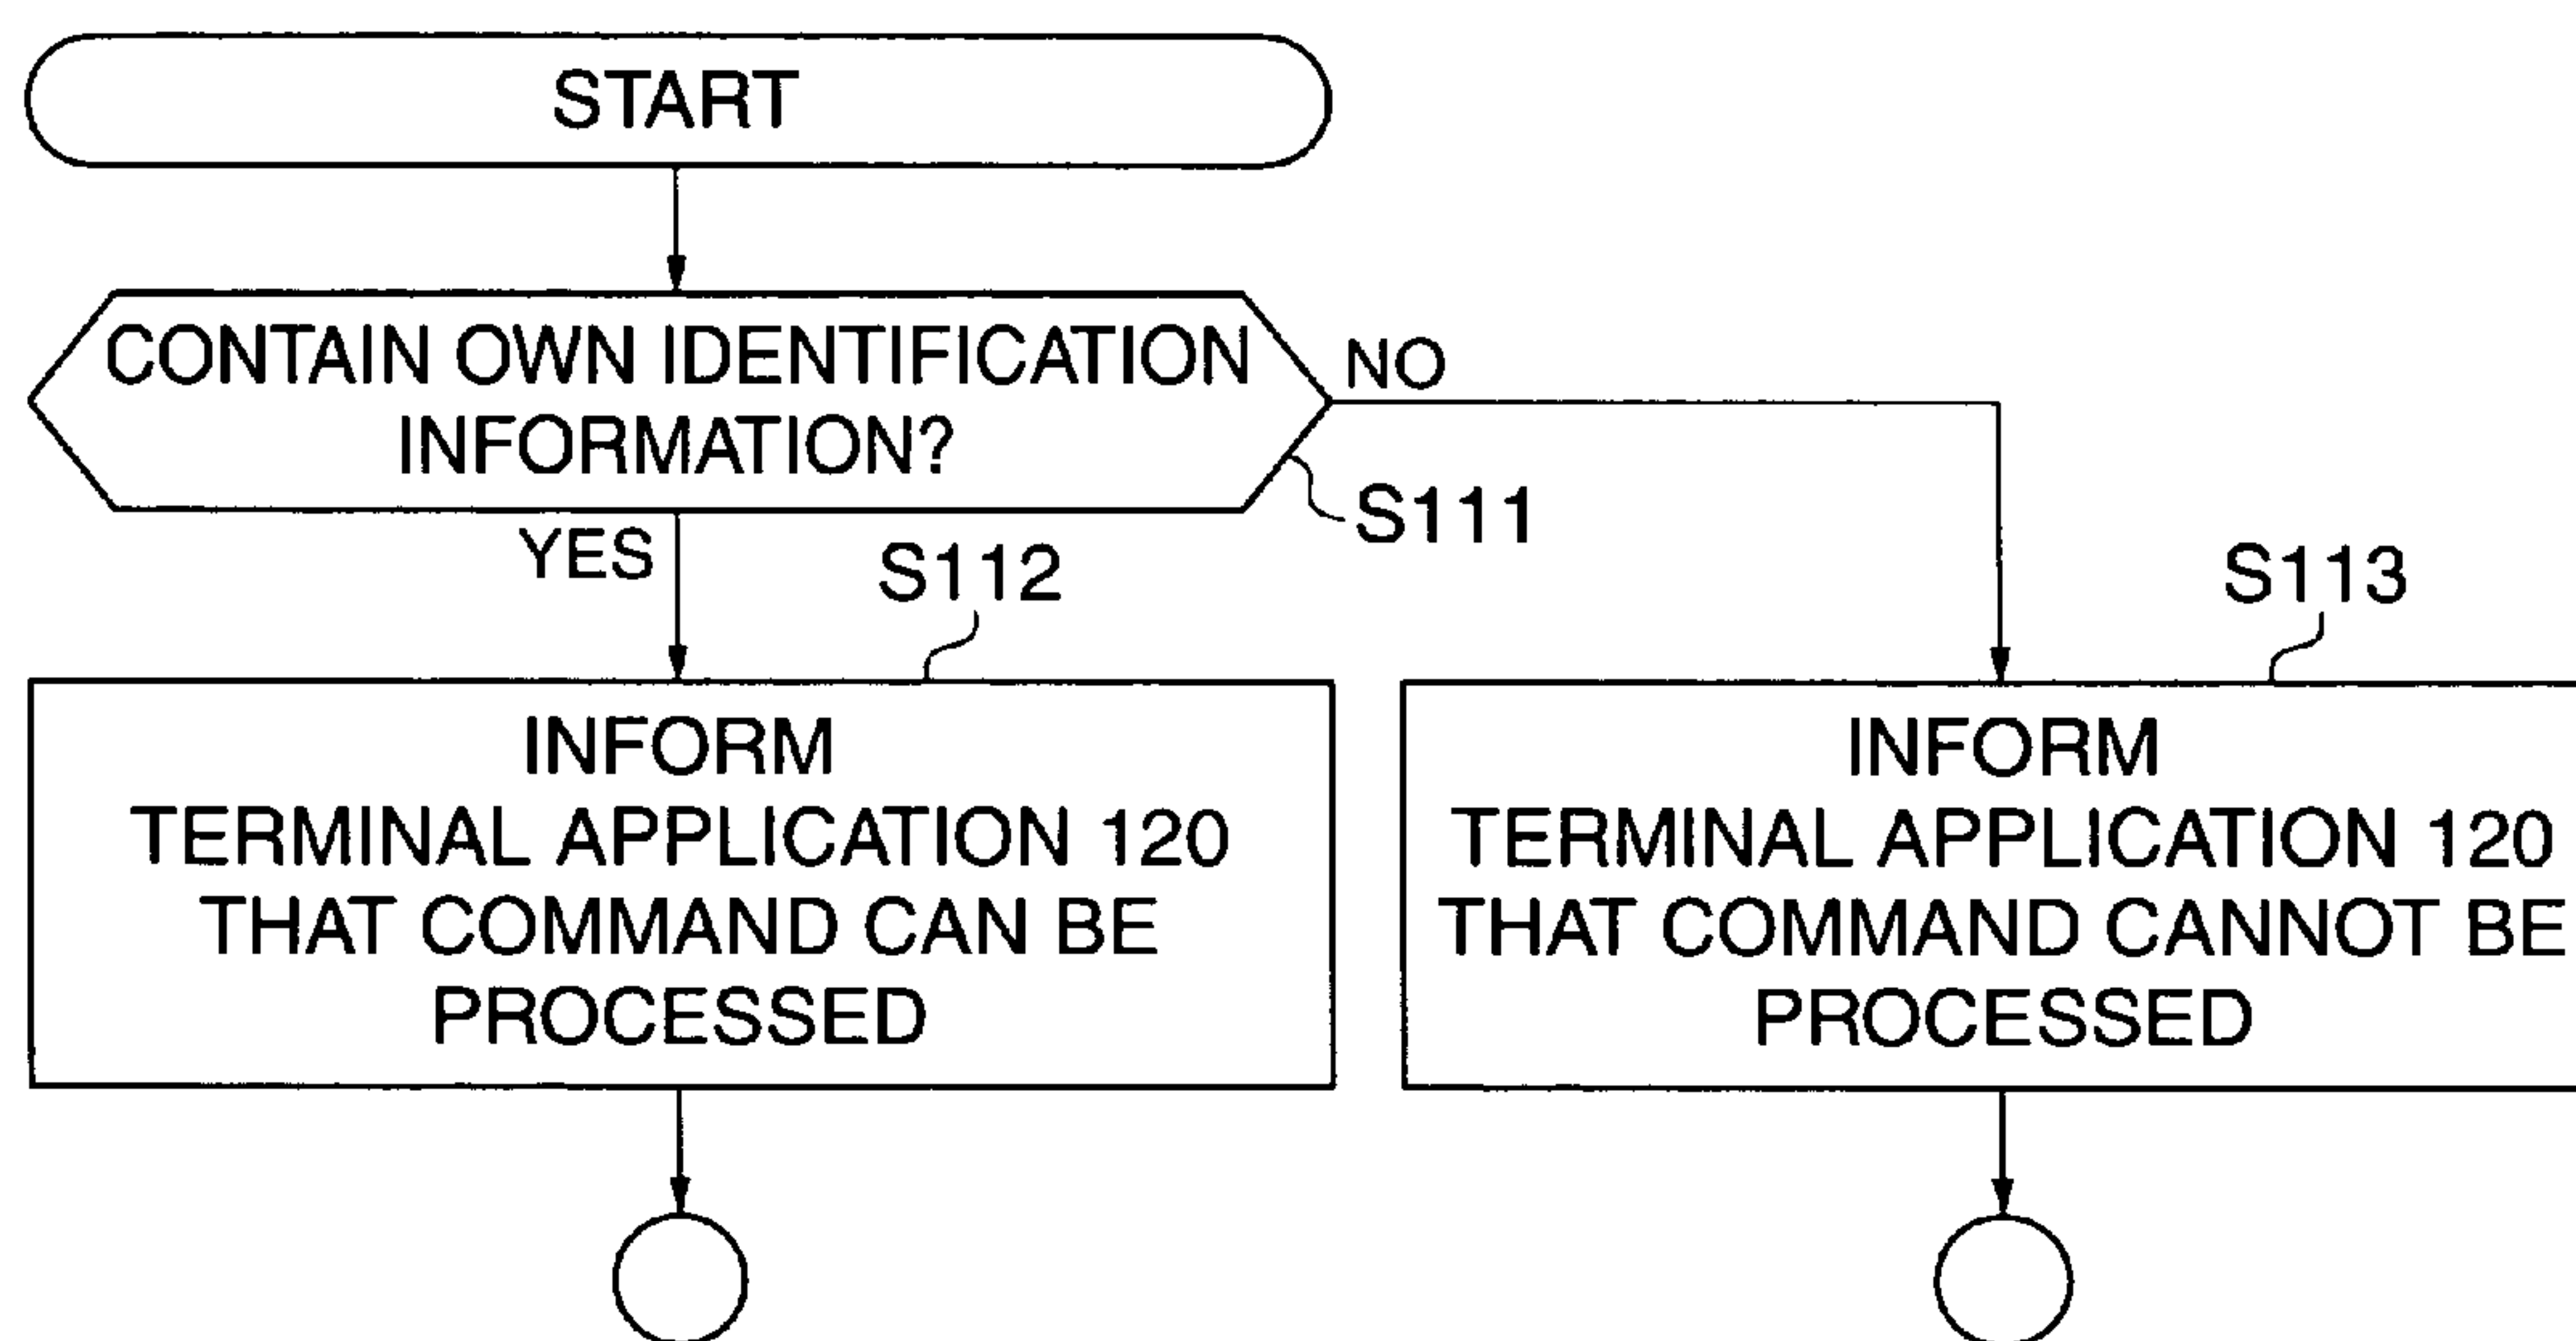 START
CONTAIN OWN IDENTIFICATION
INFORMATION?
NO
S111
YES
S112
S113
INFORM
TERMINAL APPLICATION 120
THAT COMMAND CAN BE
PROCESSED
INFORM
TERMINAL APPLICATION 120
THAT COMMAND CANNOT BE
PROCESSED